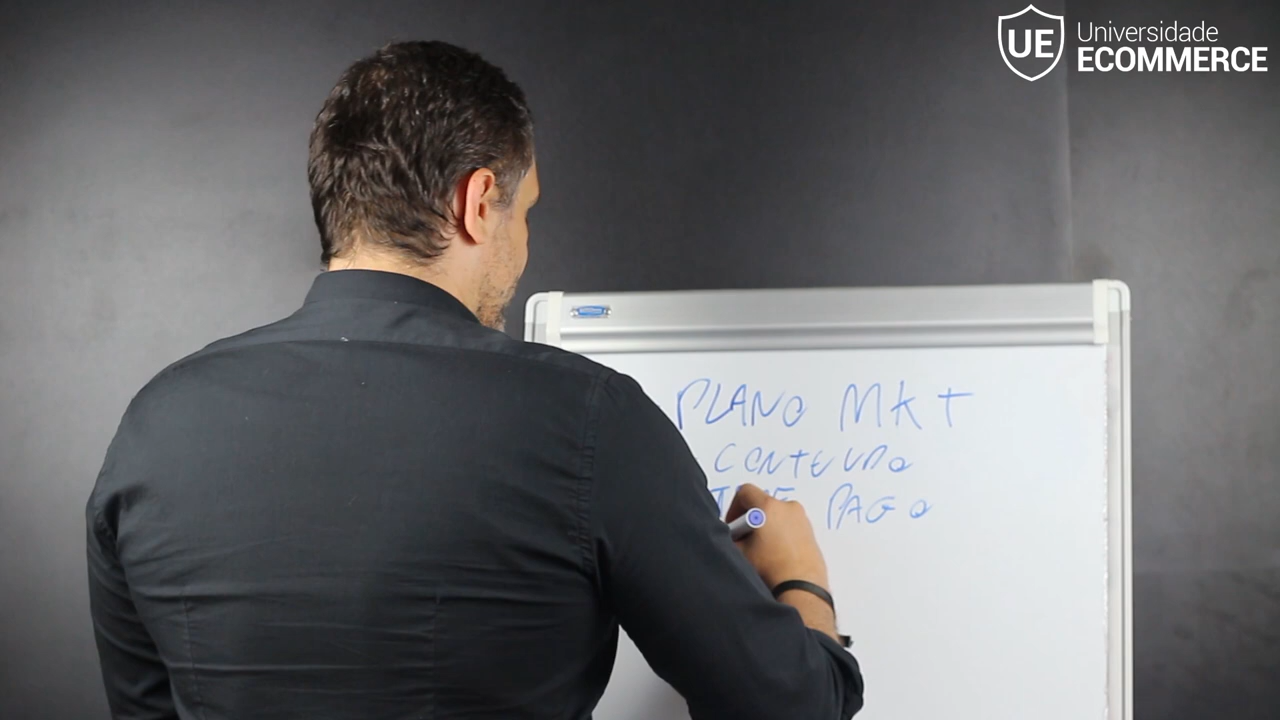 UE Universidade
ECOMMERCE
PLANO MKT
CONTEUDO
PAGO